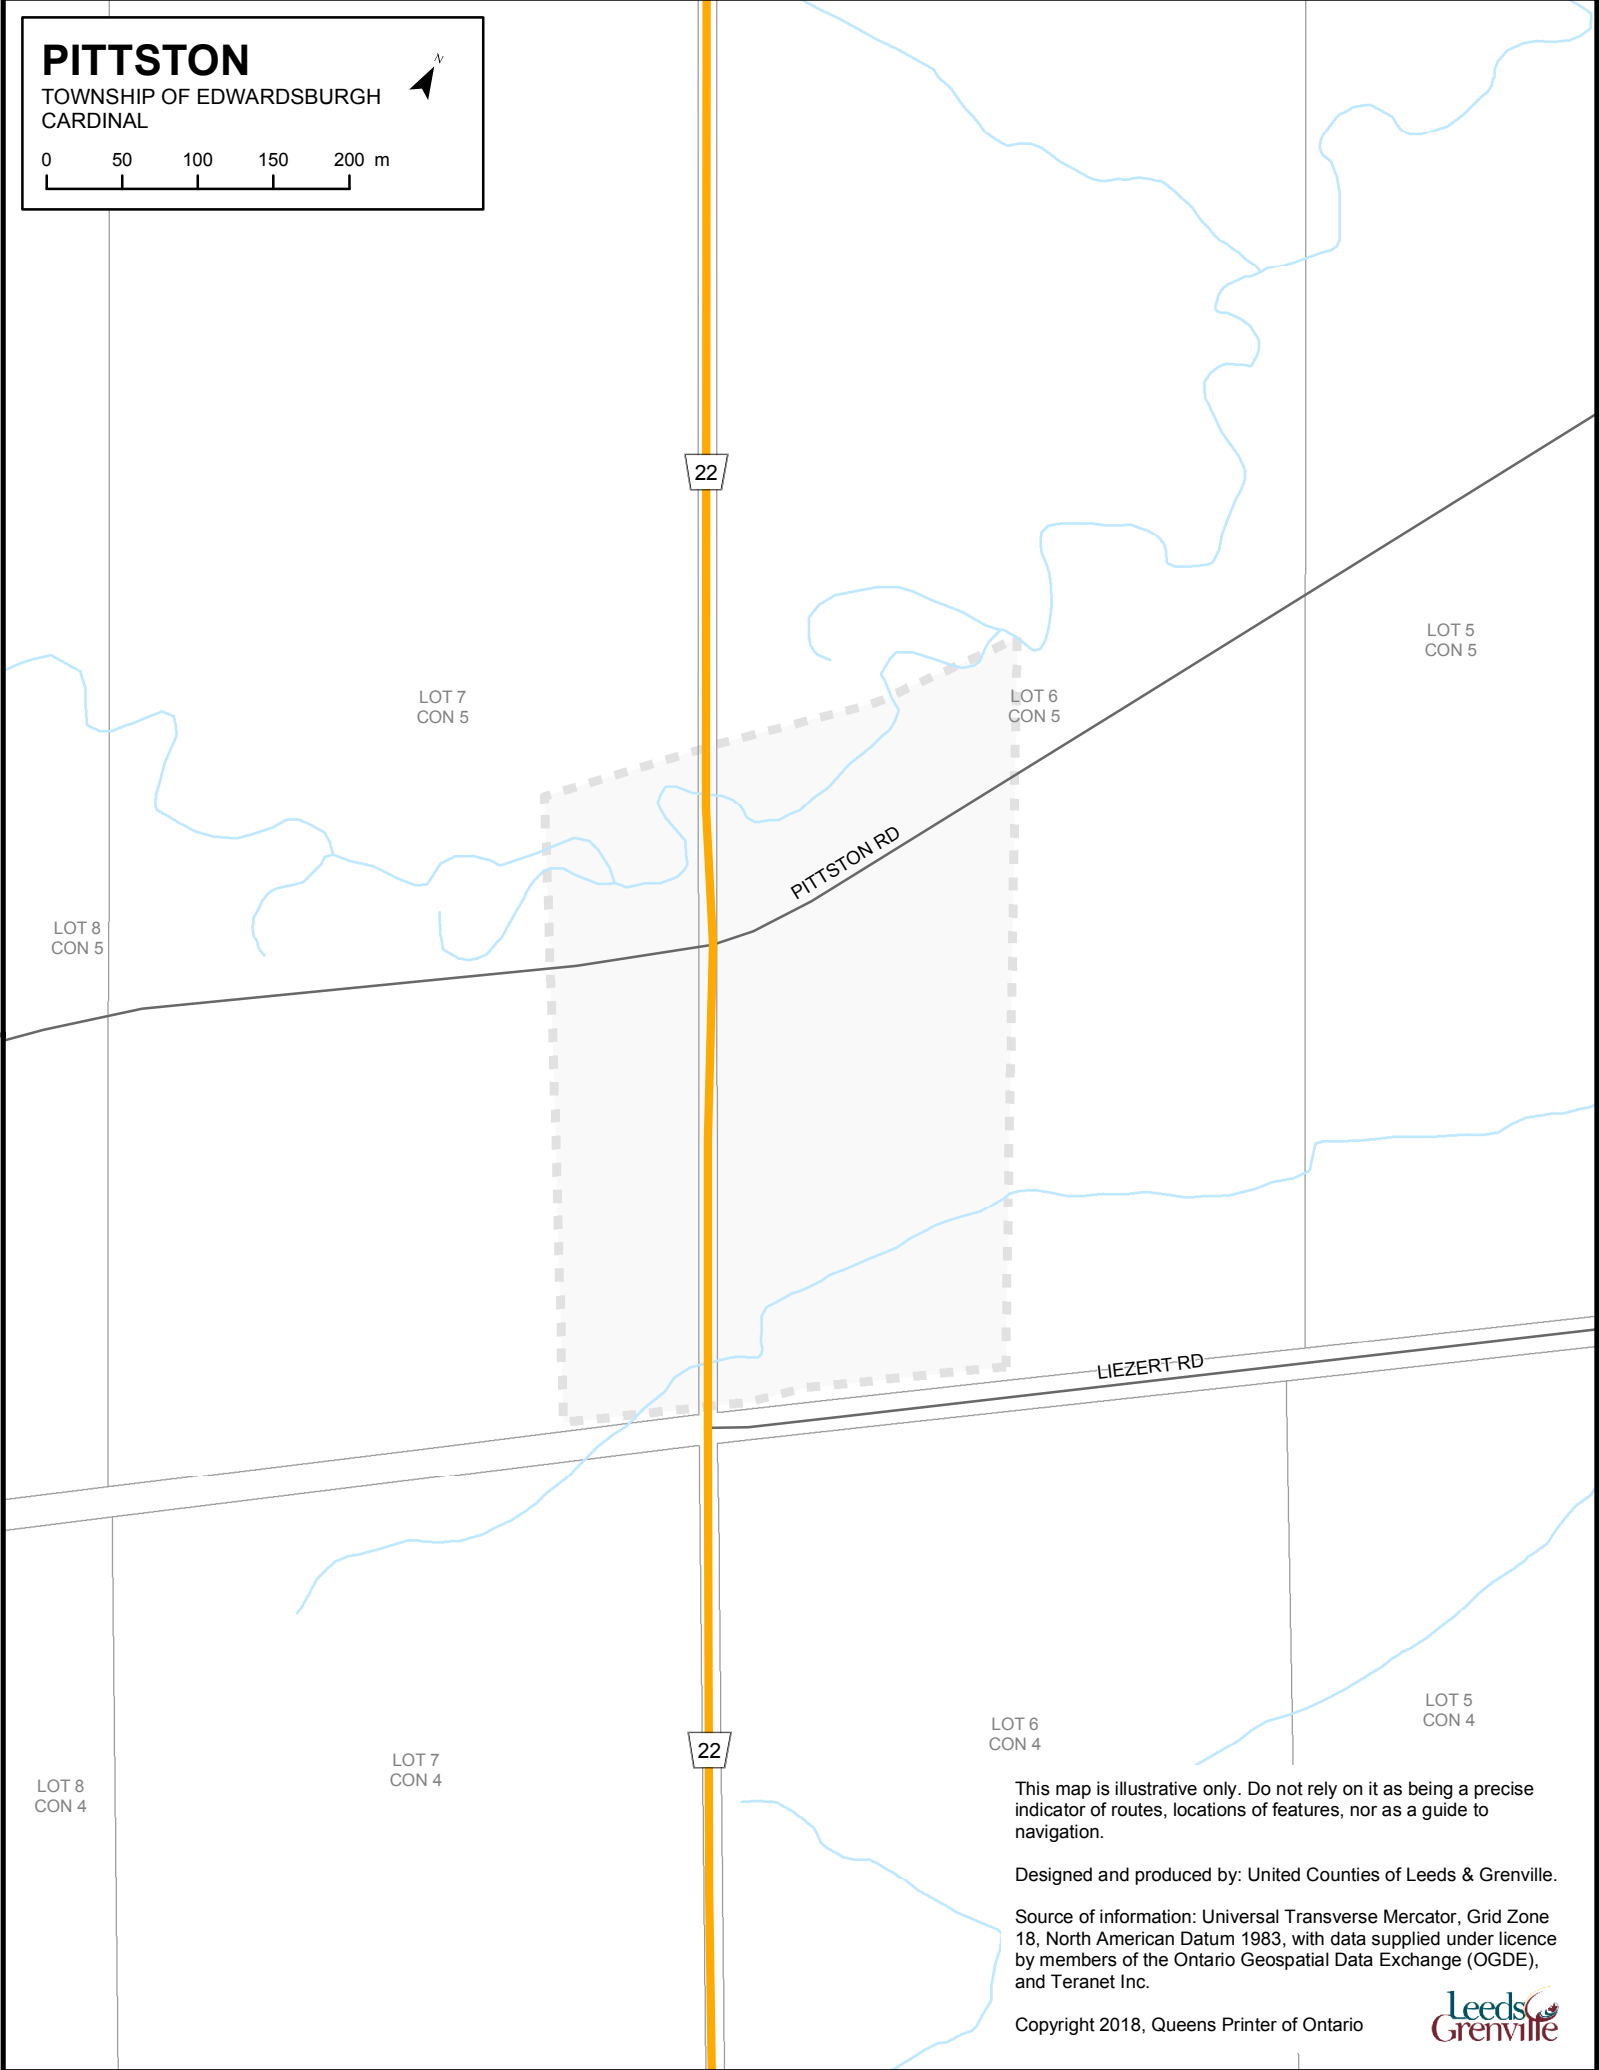 PITTSTON
TOWNSHIP OF EDWARDSBURGH
CARDINAL
N
0 50 100 150 200 m
22
LOT 5
CON 5
LOT 7
CON 5
LOT 6
CON 5
PITTSTON RD
LOT 8
CON 5
LIEZERT RD
LOT 5
CON 4
LOT 6
CON 4
22
LOT 7
CON 4
LOT 8
CON 4
This map is illustrative only. Do not rely on it as being a precise
indicator of routes, locations of features, nor as a guide to
navigation.
Designed and produced by: United Counties of Leeds & Grenville.
Source of information: Universal Transverse Mercator, Grid Zone
18, North American Datum 1983, with data supplied under licence
by members of the Ontario Geospatial Data Exchange (OGDE),
and Teranet Inc.
Copyright 2018, Queens Printer of Ontario
Leeds
Grenville